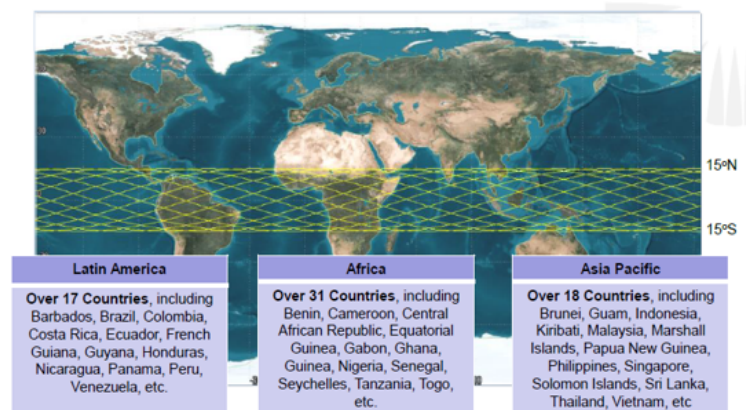 15ºN
15ºS
Latin America
Over 17 Countries, including
Barbados, Brazil, Colombia,
Costa Rica, Ecuador, French
Guiana, Guyana, Honduras,
Nicaragua, Panama, Peru,
Venezuela, etc.
Africa
Over 31 Countries, including
Benin, Cameroon, Central
African Republic, Equatorial
Guinea, Gabon, Ghana,
Guinea, Nigeria, Senegal,
Seychelles, Tanzania, Togo,
etc.
Asia Pacific
Over 18 Countries, including
Brunei, Guam, Indonesia,
Kiribati, Malaysia, Marshall
Islands, Papua New Guinea,
Philippines, Singapore,
Solomon Islands, Sri Lanka,
Thailand, Vietnam, etc